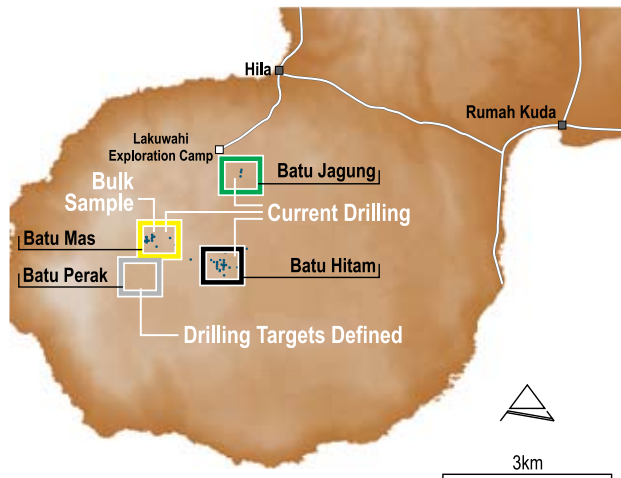 Hila
Rumah Kuda
Lakuwahi
Exploration Camp
Batu Jagung
Bulk
Sample
Current Drilling
Batu Mas
Batu Hitam
Batu Perak
Drilling Targets Defined
3km